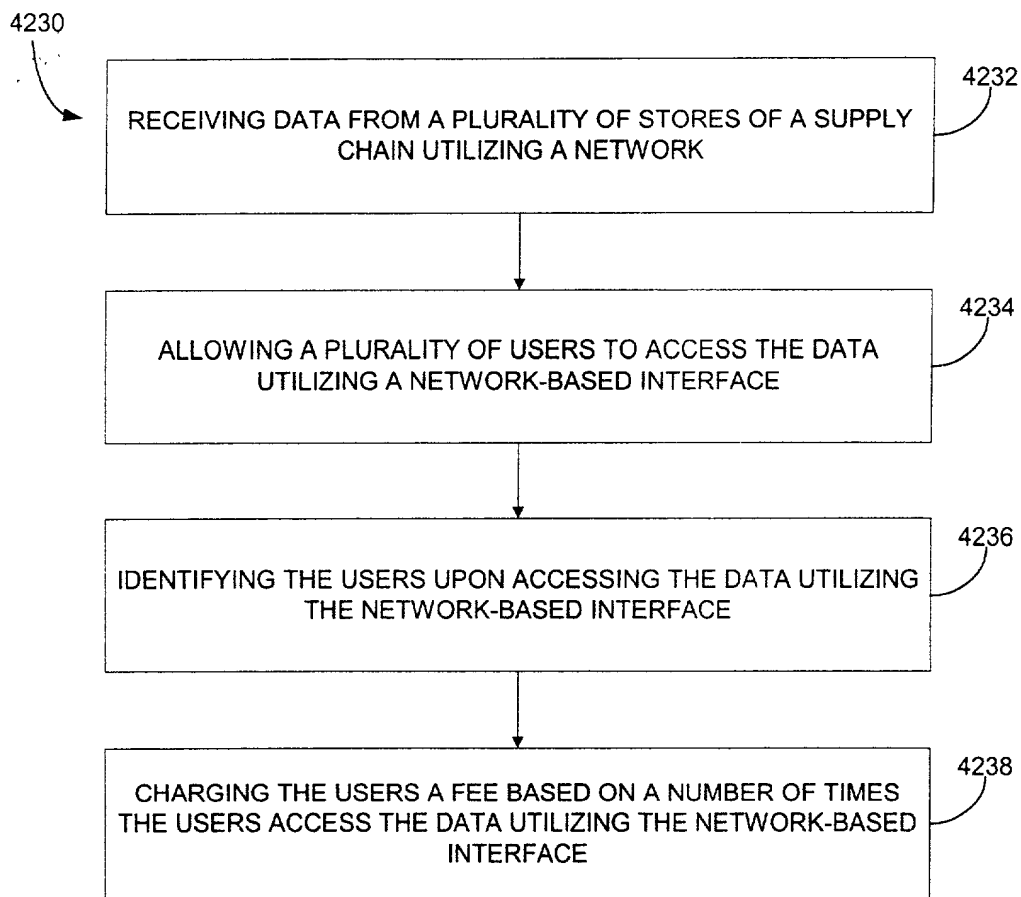 4230
4232
RECEIVING DATA FROM A PLURALITY OF STORES OF A SUPPLY
CHAIN UTILIZING A NETWORK
4234
ALLOWING A PLURALITY OF USERS TO ACCESS THE DATA
UTILIZING A NETWORK-BASED INTERFACE
4236
IDENTIFYING THE USERS UPON ACCESSING THE DATA UTILIZING
THE NETWORK-BASED INTERFACE
4238
CHARGING THE USERS A FEE BASED ON A NUMBER OF TIMES
THE USERS ACCESS THE DATA UTILIZING THE NETWORK-BASED
INTERFACE